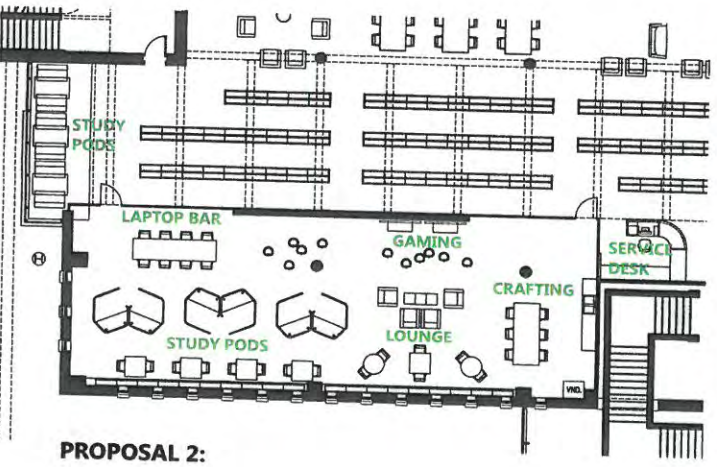 STUDY
PODS
LAPTOP BAR
GAMING
SERVICE
DESK
CRAFTING
STUDY PODS
LOUNGE
VND.
PROPOSAL 2: